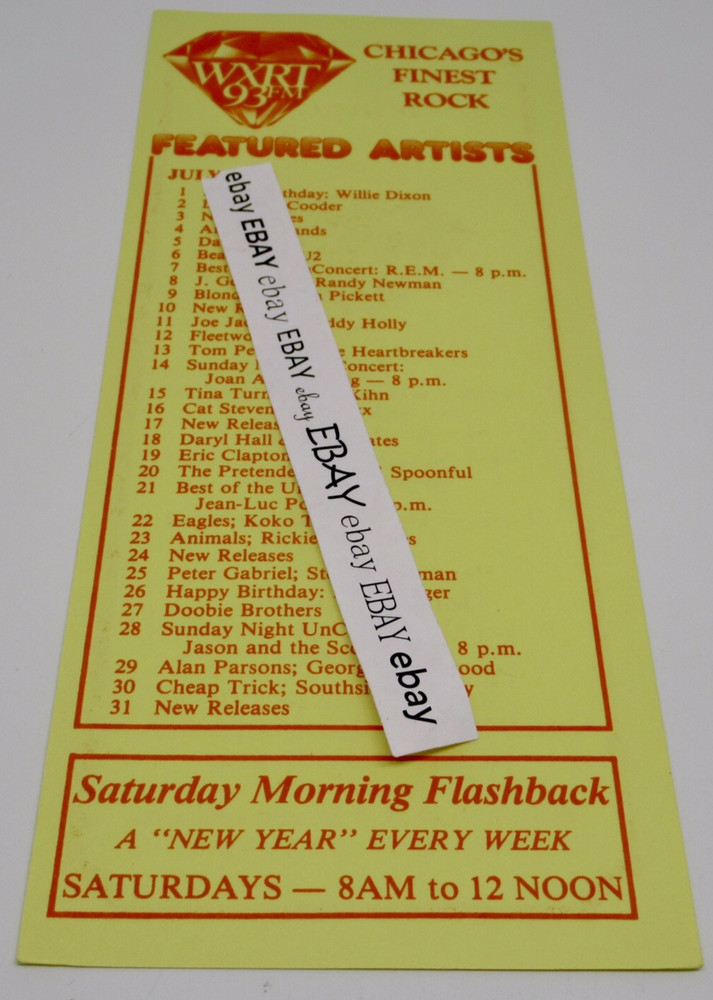 WXRT
93FM
CHICAGO'S
FINEST
ROCK
FEATURED ARTISTS
JULY
1 thday: Willie Dixon
2 Cooder
3
4 ands
5 Da
6 Bea U2
7 Best Concert: R.E.M. — 8 p.m.
8 J. G Randy Newman
9 Blond Pickett
10 New R
11 Joe Ja ddy Holly
12 Fleetwo
13 Tom Pe e Heartbreakers
14 Sunday oncert:
Joan A g — 8 p.m.
15 Tina Turn Kihn
16 Cat Steven x
17 New Releas
18 Daryl Hall ates
19 Eric Clapton
20 The Pretende Spoonful
21 Best of the U
Jean-Luc Po p.m.
22 Eagles; Koko T
23 Animals; Rickie s
24 New Releases
25 Peter Gabriel; St man
26 Happy Birthday: ger
27 Doobie Brothers
28 Sunday Night UnC
Jason and the Sc 8 p.m.
29 Alan Parsons; Georg ood
30 Cheap Trick; Southsi y
31 New Releases
ebay EBAY ebay EBAY ebay EBAY ebay EBAY ebay
Saturday Morning Flashback
A "NEW YEAR" EVERY WEEK
SATURDAYS — 8AM to 12 NOON